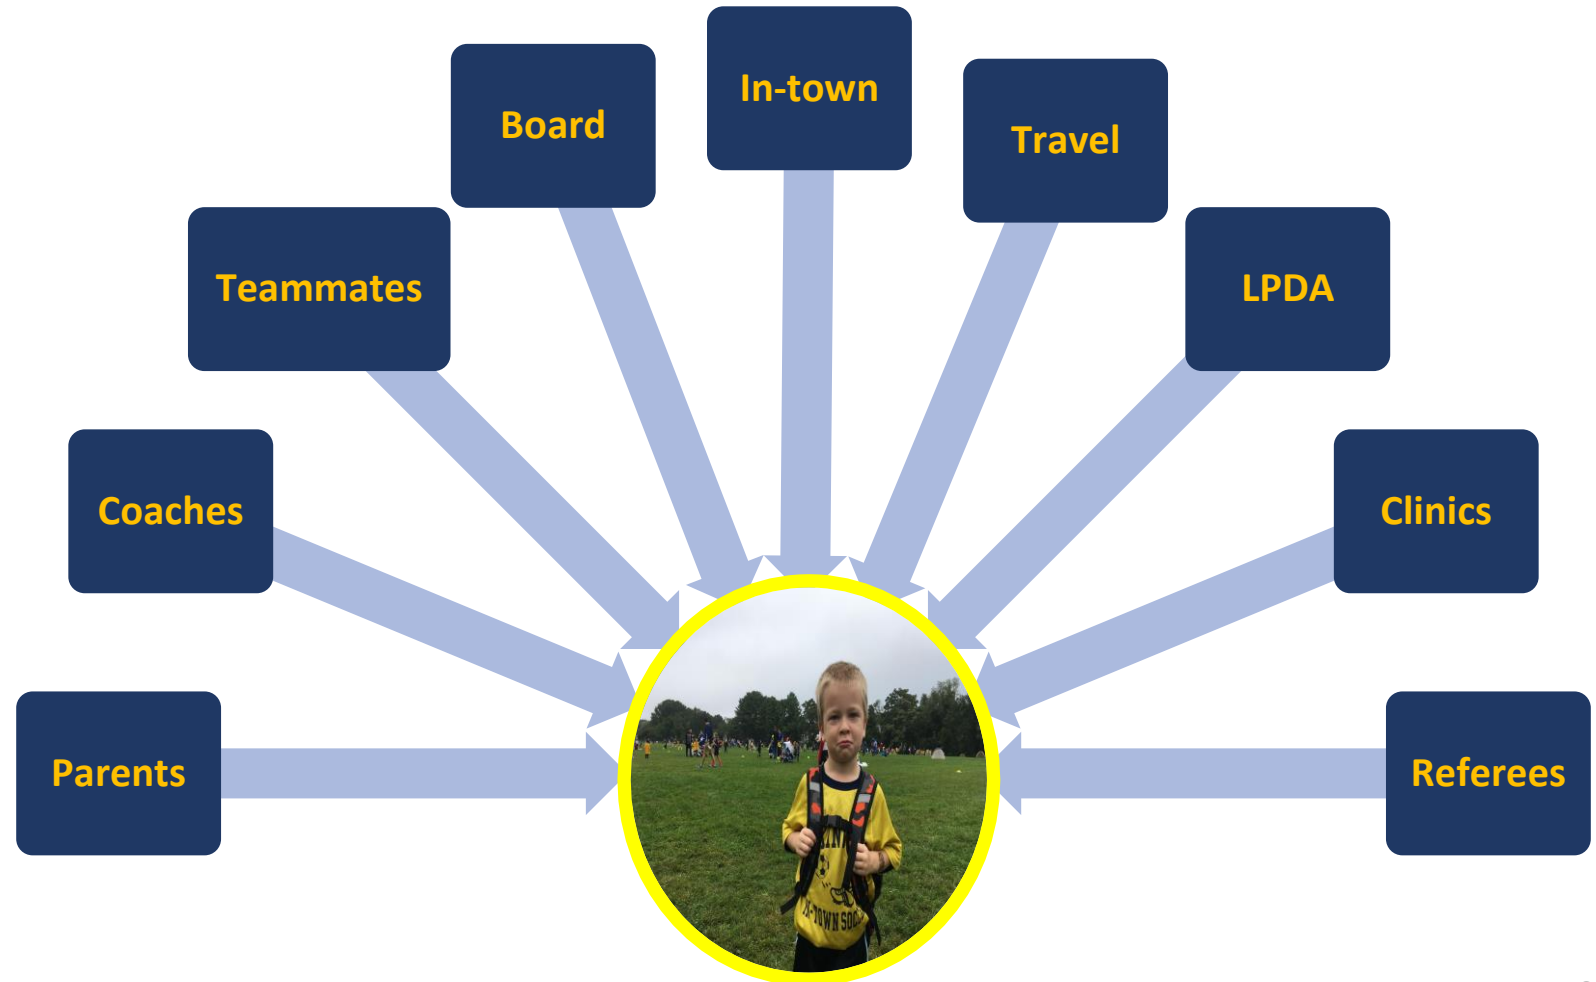 In-town
Board
Travel
Teammates
LPDA
Coaches
Clinics
Parents
Referees